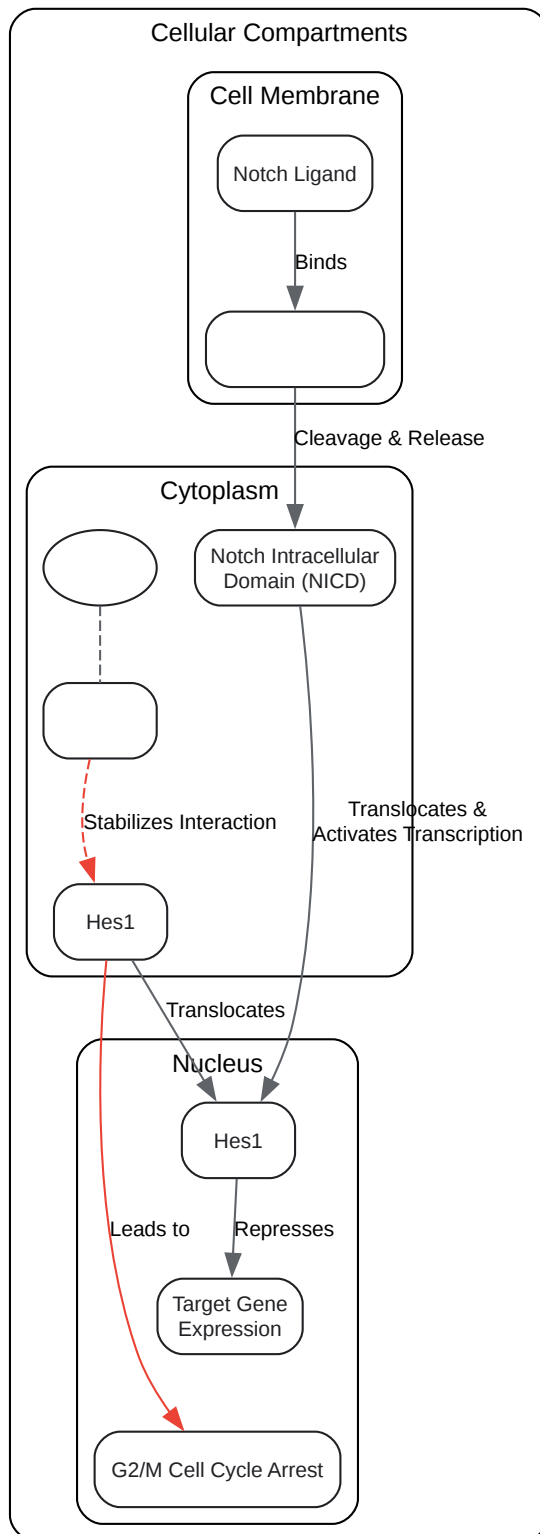 Cellular Compartments
Cell Membrane
Notch Ligand
Binds
Cleavage & Release
Cytoplasm
Notch Intracellular
Domain (NICD)
Stabilizes Interaction
Translocates &
Activates Transcription
Hes1
Translocates
Nucleus
Hes1
Leads to
Represses
Target Gene
Expression
G2/M Cell Cycle Arrest